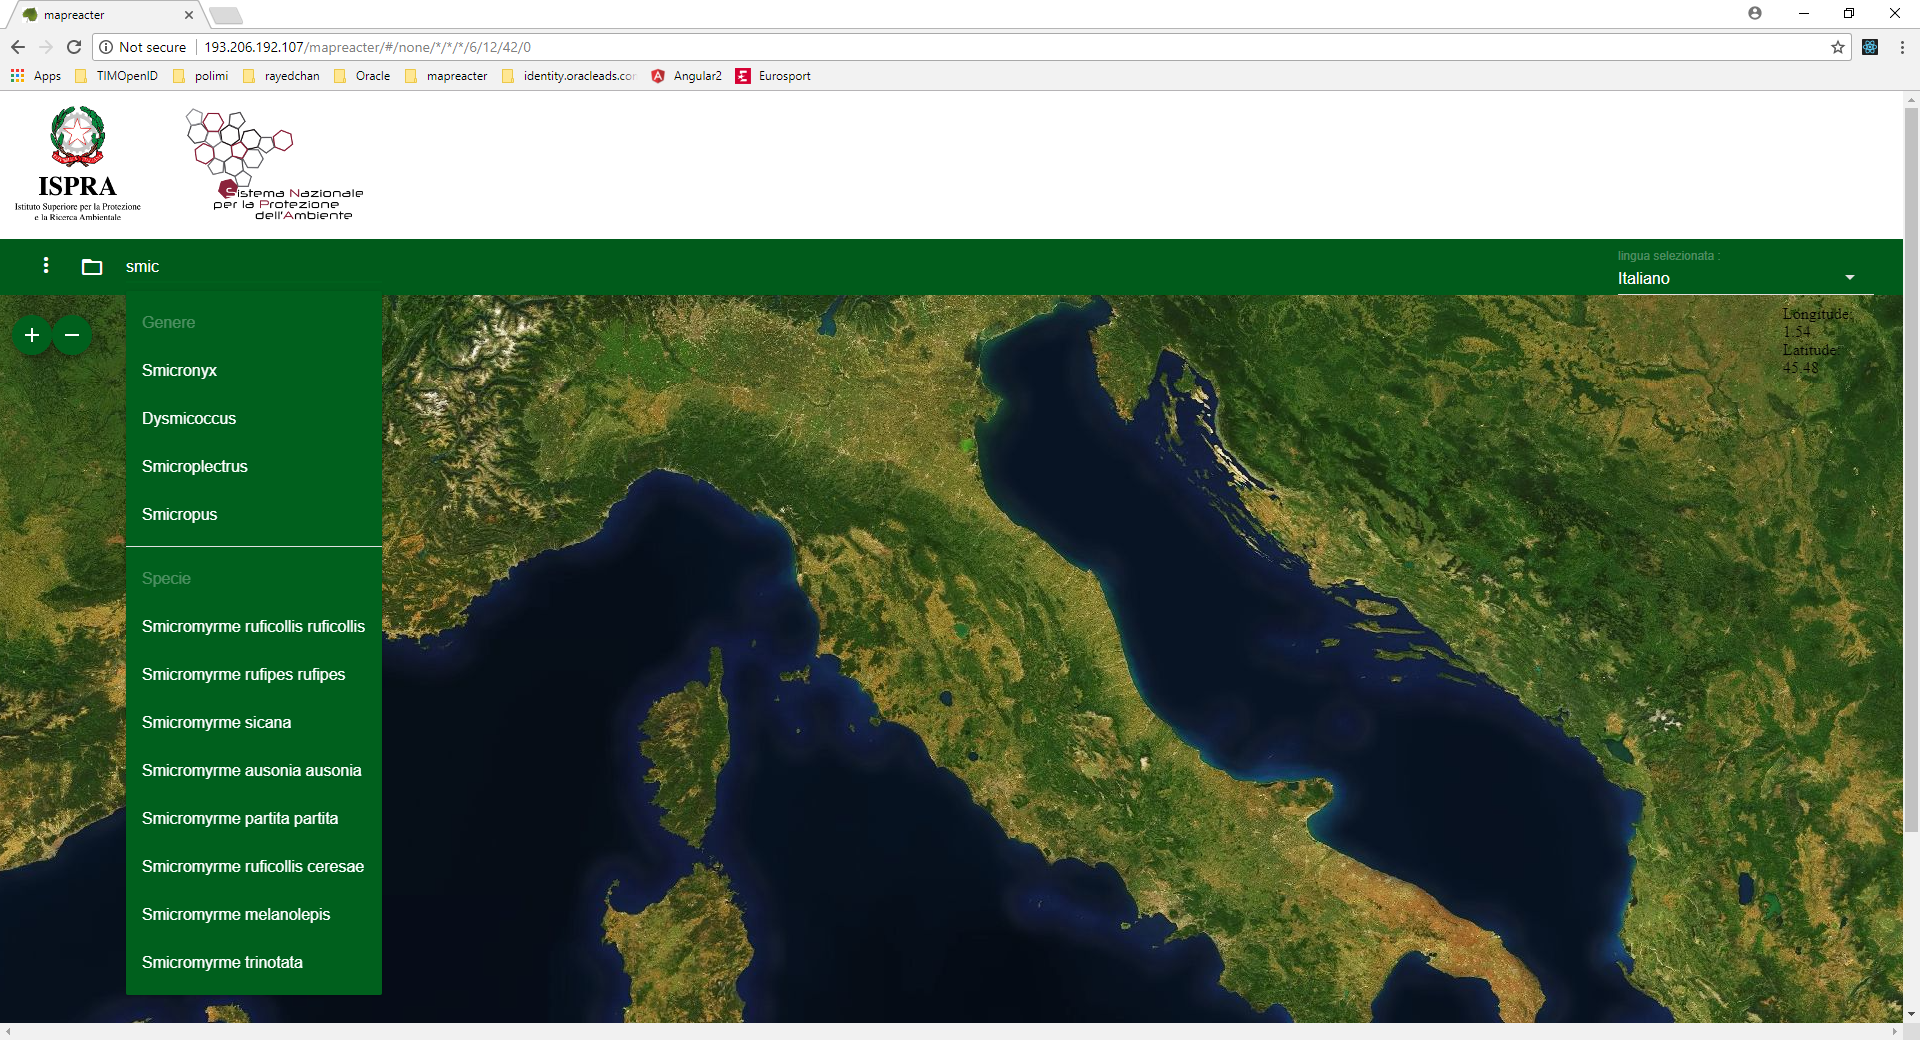 mapreacter
Not secure
193.206.192.107/mapreacter/#/none/*/*/*/6/12/42/0
Apps
TIMOpenID
polimi
rayedchan
Oracle
mapreacter
identity.oracleads.cor
Angular2
Eurosport
ISPRA
Istituto Superiore per la Protezione
e la Ricerca Ambientale
Sistema Nazionale
per la Protezione
dell'Ambiente
smic
lingua selezionata :
Italiano
Genere
Smicronyx
Dysmicoccus
Smicroplectrus
Smicropus
Specie
Smicromyrme ruficollis ruficollis
Smicromyrme rufipes rufipes
Smicromyrme sicana
Smicromyrme ausonia ausonia
Smicromyrme partita partita
Smicromyrme ruficollis ceresae
Smicromyrme melanolepis
Smicromyrme trinotata
Longitude:
1.54
Latitude:
45.48